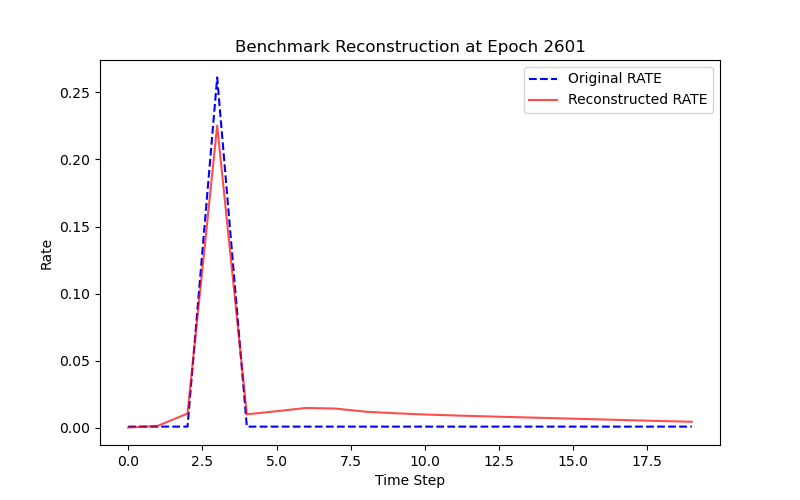 Benchmark Reconstruction at Epoch 2601
Original RATE
Reconstructed RATE
0.25
0.20
0.15
0.10
0.05
0.00
Rate
0.0 2.5 5.0 7.5 10.0 12.5 15.0 17.5
Time Step